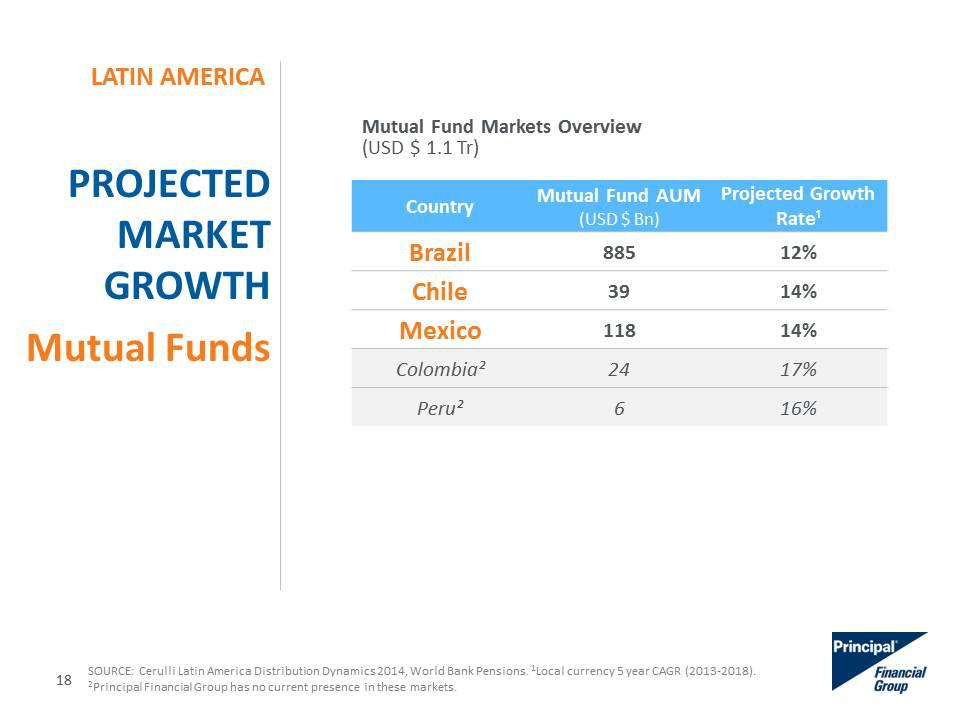 LATIN AMERICA
PROJECTED
MARKET
GROWTH
Mutual Funds
Mutual Fund Markets Overview
(USD $ 1.1 Tr)
Country Mutual Fund AUM (USD $ Bn) Projected Growth Rate¹
Brazil 885 12%
Chile 39 14%
Mexico 118 14%
Colombia² 24 17%
Peru² 6 16%
18
SOURCE: Cerulli Latin America Distribution Dynamics 2014, World Bank Pensions. ¹Local currency 5 year CAGR (2013-2018).
²Principal Financial Group has no current presence in these markets.
Principal®
Financial
Group